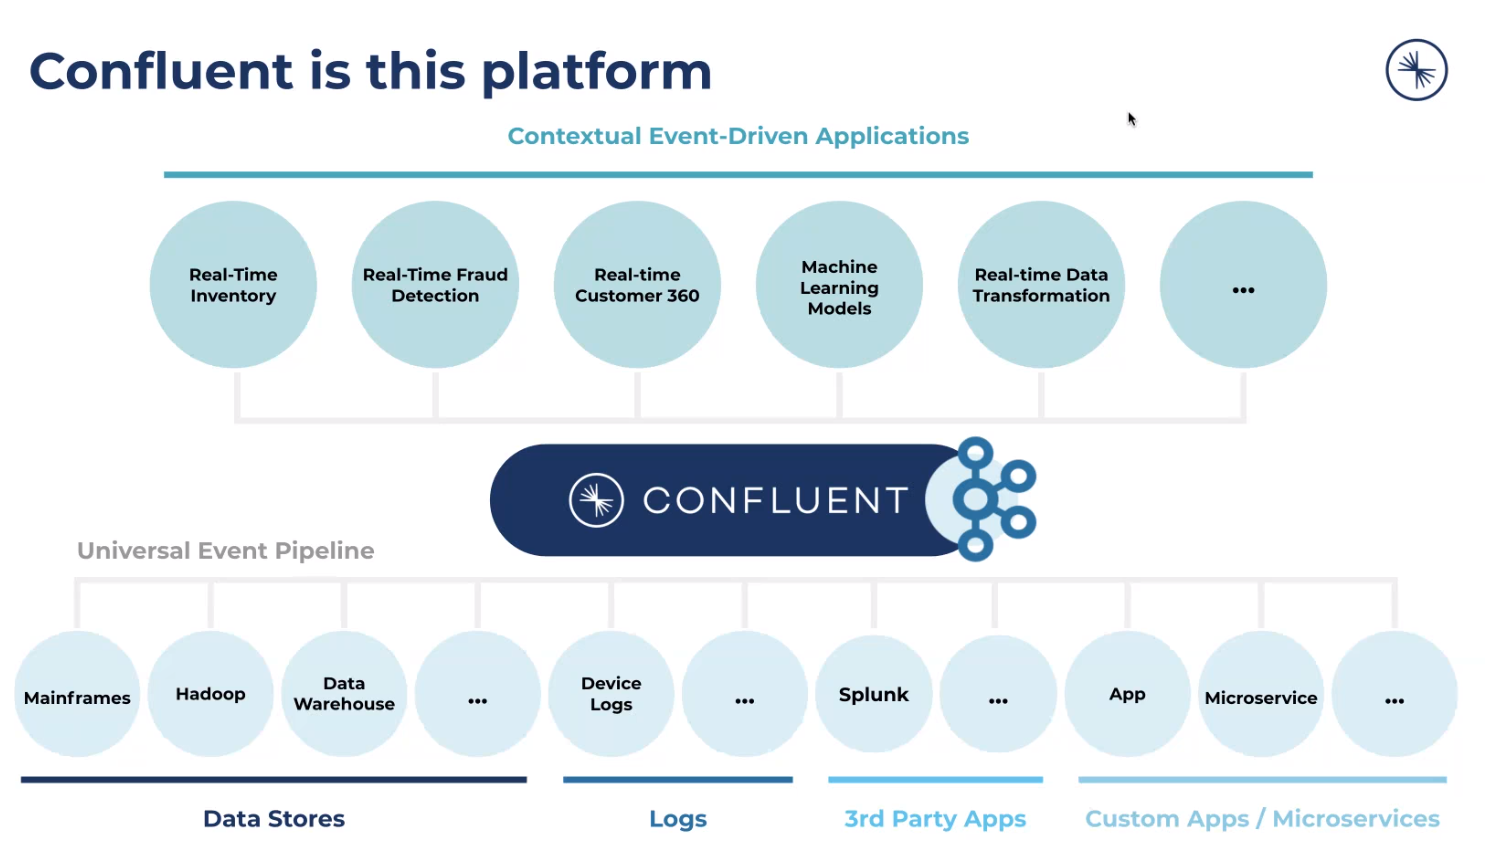 Confluent is this platform
Contextual Event-Driven Applications
Real-Time
Inventory
Real-Time Fraud
Detection
Real-time
Customer 360
Machine
Learning
Models
Real-time Data
Transformation
...
CONFLUENT
Universal Event Pipeline
Mainframes
Hadoop
Data
Warehouse
...
Device
Logs
...
Splunk
...
App
Microservice
...
Data Stores
Logs
3rd Party Apps
Custom Apps / Microservices